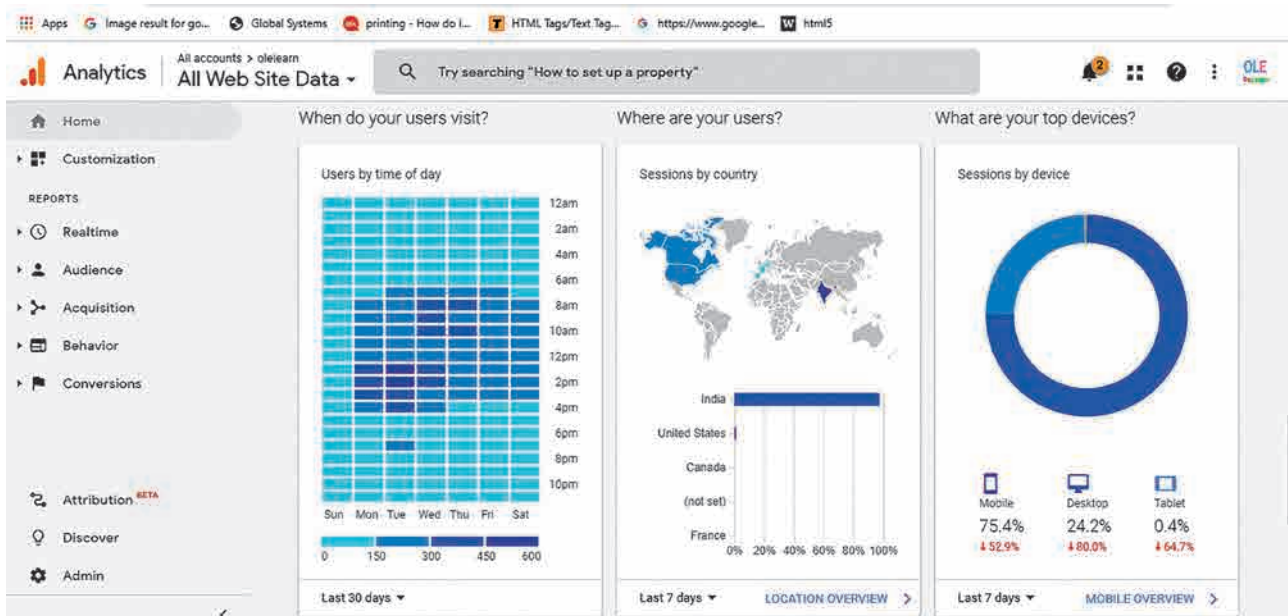 Apps Image result for go... Global Systems printing - How do I... HTML Tags/Text Tag... https://www.google... html5
Analytics
All accounts > olelearn
All Web Site Data
Try searching "How to set up a property"
2
OLE
Home
Customization
REPORTS
Realtime
Audience
Acquisition
Behavior
Conversions
Attribution BETA
Discover
Admin
When do your users visit?
Users by time of day
12am
2am
4am
6am
8am
10am
12pm
2pm
4pm
6pm
8pm
10pm
Sun Mon Tue Wed Thu Fri Sat
0 150 300 450 600
Last 30 days
Where are your users?
Sessions by country
India
United States
Canada
(not set)
France
0% 20% 40% 60% 80% 100%
Last 7 days LOCATION OVERVIEW
What are your top devices?
Sessions by device
Mobile Desktop Tablet
75.4% 24.2% 0.4%
52.9% 80.0% 64.7%
Last 7 days MOBILE OVERVIEW